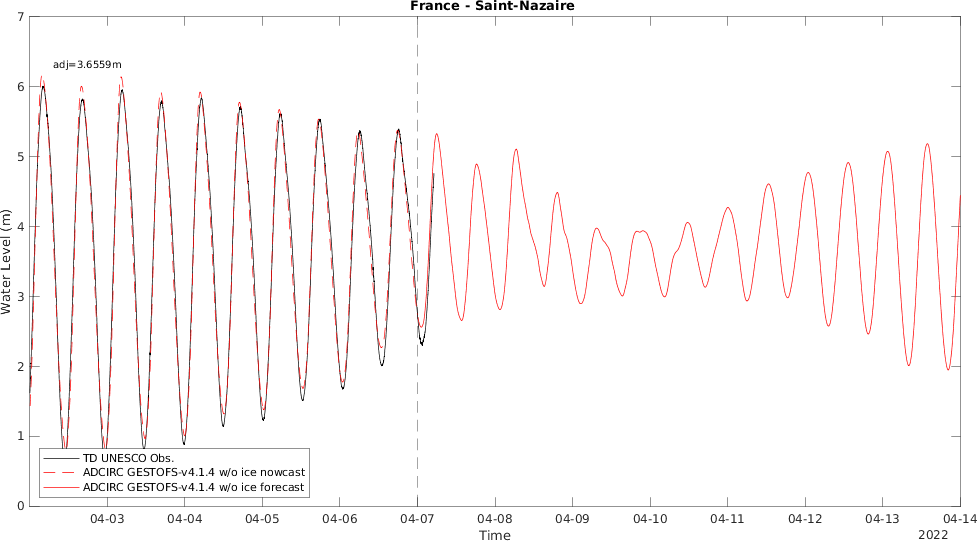 France - Saint-Nazaire
7
adj=3.6559m
6
5
4
3
2
1
0
Water Level (m)
TD UNESCO Obs.
ADCIRC GESTOFS-v4.1.4 w/o ice nowcast
ADCIRC GESTOFS-v4.1.4 w/o ice forecast
04-03 04-04 04-05 04-06 04-07 04-08 04-09 04-10 04-11 04-12 04-13 04-14
Time
2022